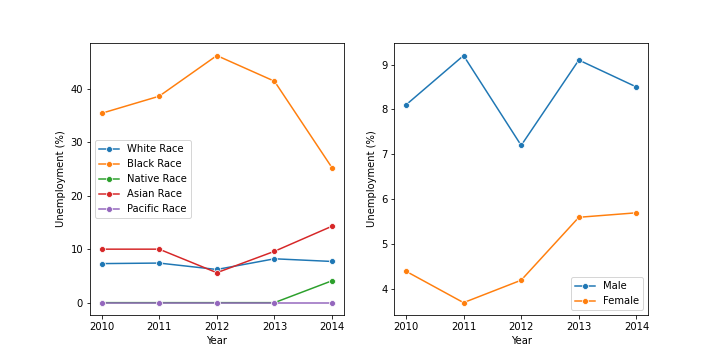 Unemployment (%)
40
30
20
10
0
White Race
Black Race
Native Race
Asian Race
Pacific Race
2010 2011 2012 2013 2014
Year
Unemployment (%)
9
8
7
6
5
4
Male
Female
2010 2011 2012 2013 2014
Year